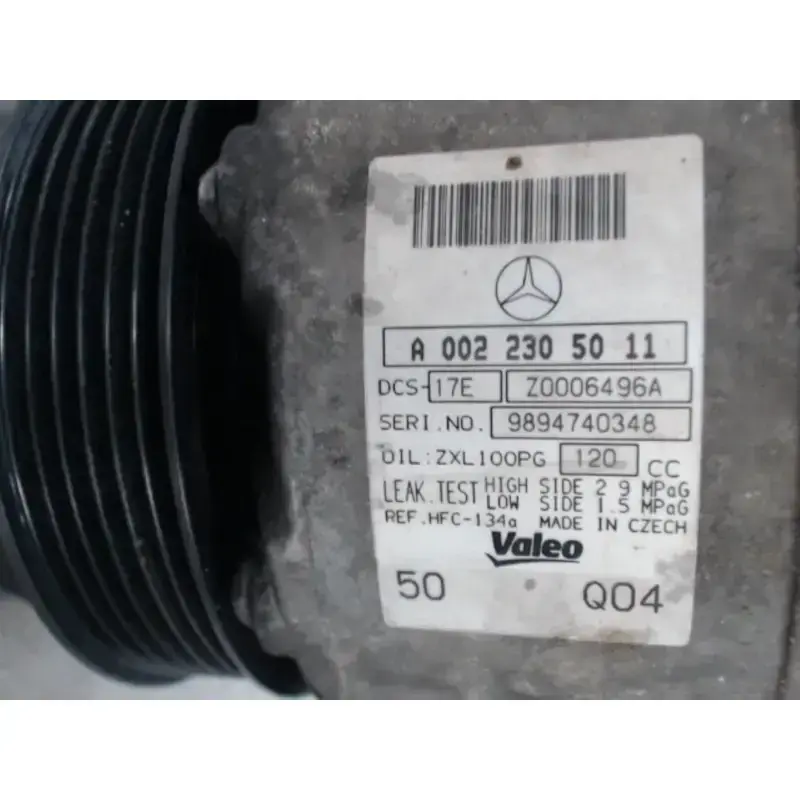 A 002 230 50 11
DCS-17E Z0006496A
SERI.NO. 9894740348
OIL:ZXL100PG 120 CC
LEAK.TEST HIGH SIDE 2.9 MPaG
LOW SIDE 1.5 MPaG
REF.HFC-134a MADE IN CZECH
Valeo
50 Q04